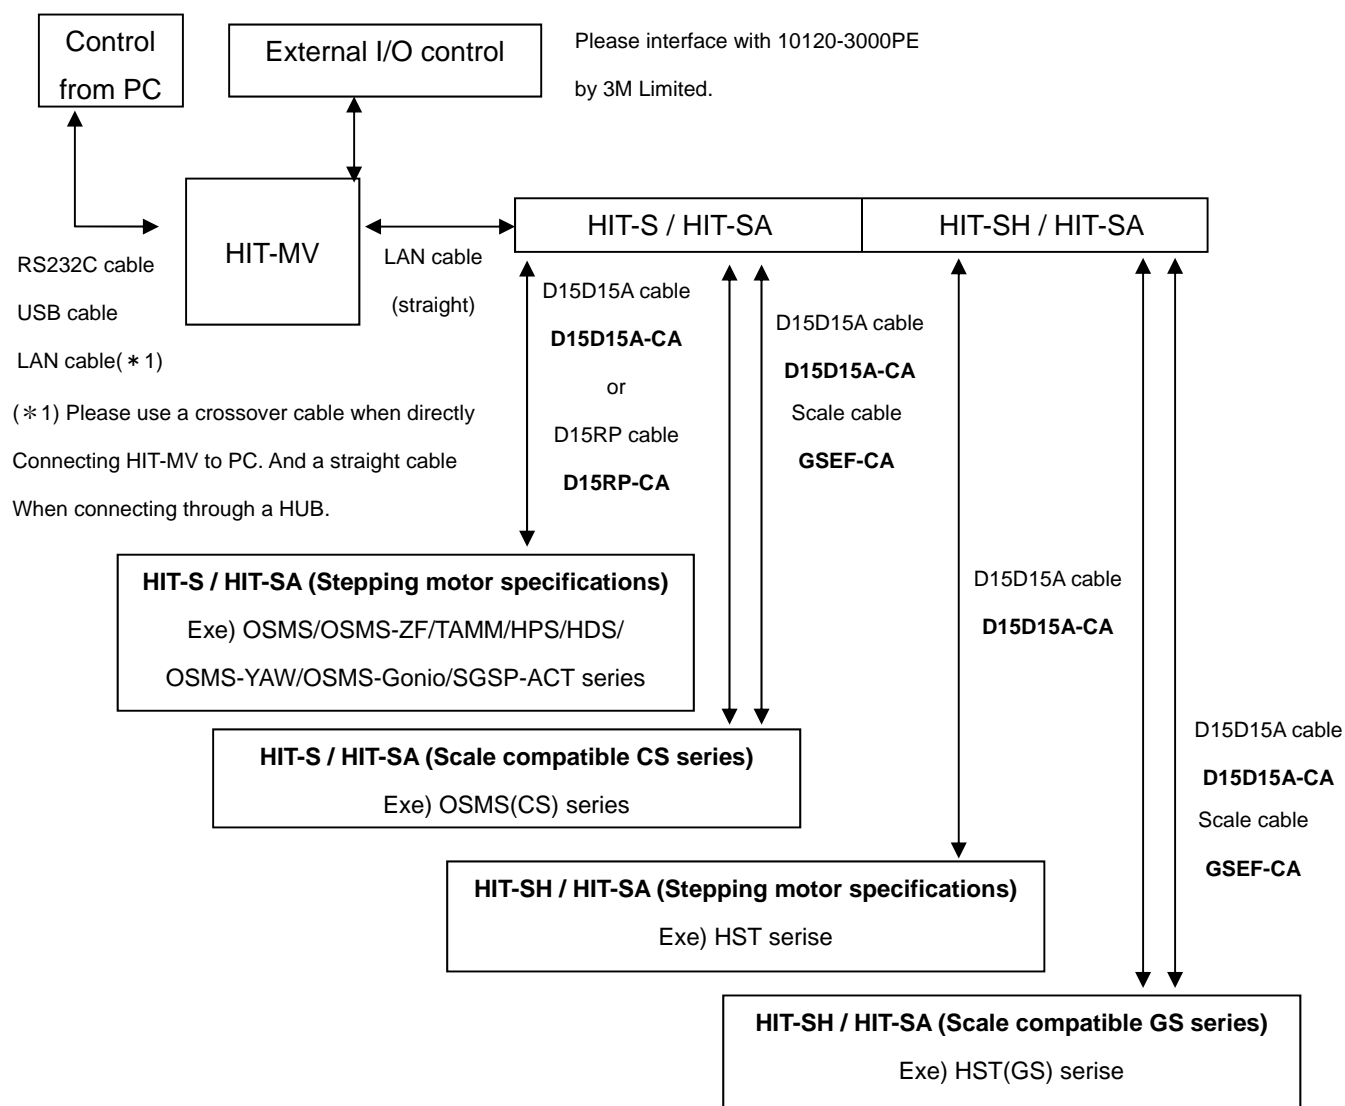 Control
from PC
External I/O control
Please interface with 10120-3000PE
by 3M Limited.
HIT-MV
HIT-S / HIT-SA
HIT-SH / HIT-SA
RS232C cable
USB cable
LAN cable(＊1)
LAN cable
(straight)
(＊1) Please use a crossover cable when directly
Connecting HIT-MV to PC. And a straight cable
When connecting through a HUB.
D15D15A cable
D15D15A-CA
or
D15RP cable
D15RP-CA
D15D15A cable
D15D15A-CA
Scale cable
GSEF-CA
D15D15A cable
D15D15A-CA
D15D15A cable
D15D15A-CA
Scale cable
GSEF-CA
HIT-S / HIT-SA (Stepping motor specifications)
Exe) OSMS/OSMS-ZF/TAMM/HPS/HDS/
OSMS-YAW/OSMS-Gonio/SGSP-ACT series
HIT-S / HIT-SA (Scale compatible CS series)
Exe) OSMS(CS) series
HIT-SH / HIT-SA (Stepping motor specifications)
Exe) HST serise
HIT-SH / HIT-SA (Scale compatible GS series)
Exe) HST(GS) serise